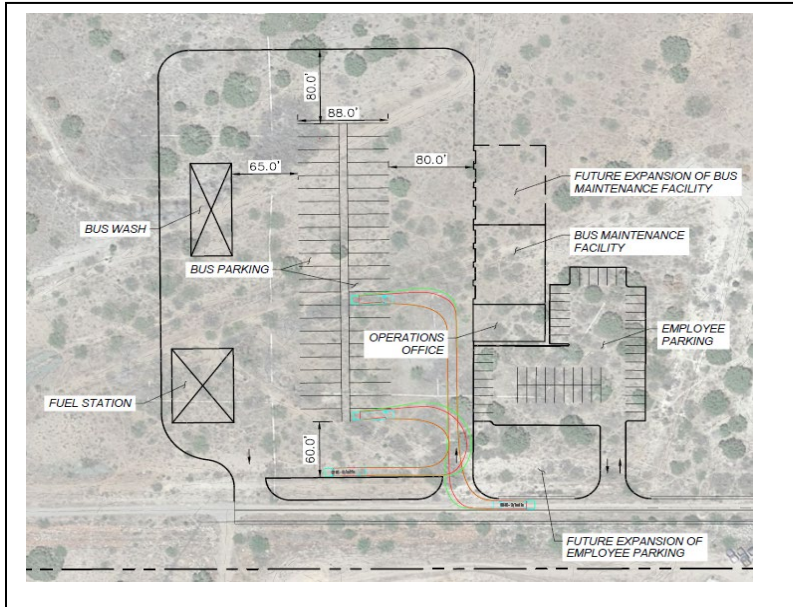 80.0'
88.0'
65.0'
80.0'
FUTURE EXPANSION OF BUS
MAINTENANCE FACILITY
BUS WASH
BUS MAINTENANCE
FACILITY
BUS PARKING
OPERATIONS
OFFICE
EMPLOYEE
PARKING
FUEL STATION
60.0'
FUTURE EXPANSION OF
EMPLOYEE PARKING